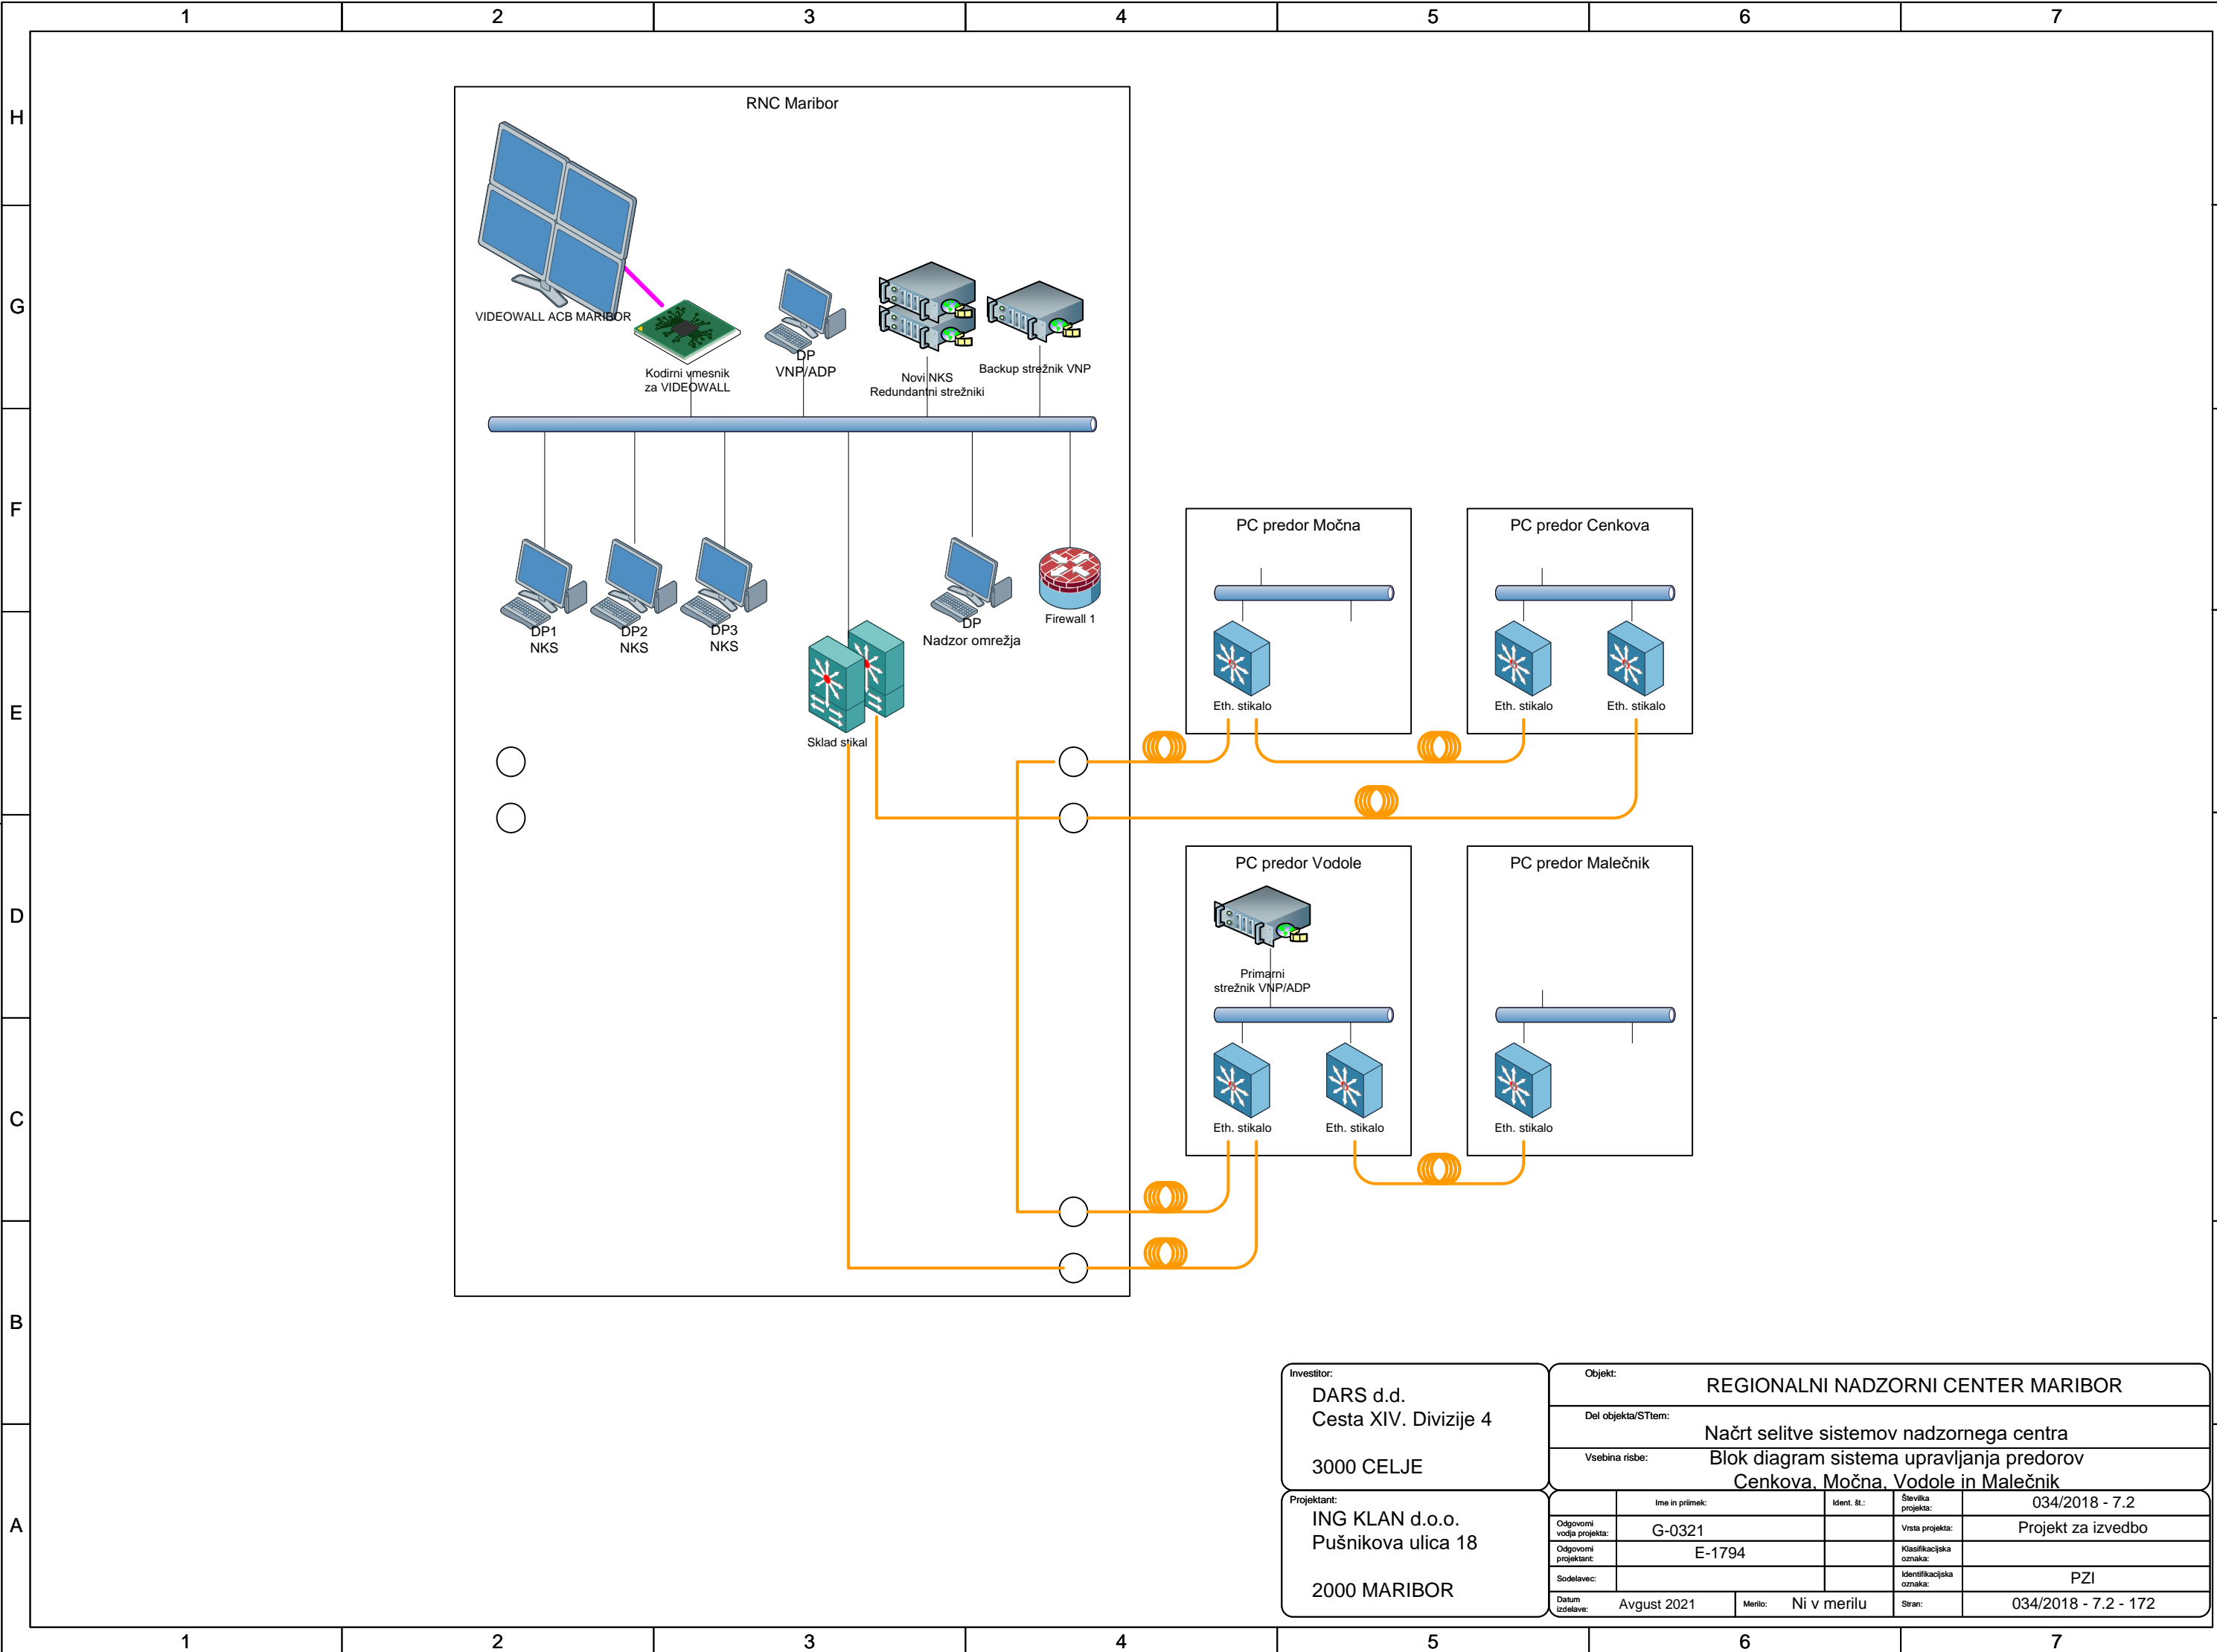 1 2 3 4 5 6 7
H
G
F
E
D
C
B
A
RNC Maribor
VIDEOWALL ACB MARIBOR
Kodirni vmesnik
za VIDEOWALL
DP
VNP/ADP
Novi NKS
Redundantni strežniki
Backup strežnik VNP
DP1
NKS
DP2
NKS
DP3
NKS
Sklad stikal
DP
Nadzor omrežja
Firewall 1
PC predor Močna
Eth. stikalo
PC predor Cenkova
Eth. stikalo
Eth. stikalo
PC predor Vodole
Primarni
strežnik VNP/ADP
Eth. stikalo
Eth. stikalo
PC predor Malečnik
Eth. stikalo
Investitor:
DARS d.d.
Cesta XIV. Divizije 4
3000 CELJE
Projektant:
ING KLAN d.o.o.
Pušnikova ulica 18
2000 MARIBOR
Objekt:
REGIONALNI NADZORNI CENTER MARIBOR
Del objekta/STtem:
Načrt selitve sistemov nadzornega centra
Vsebina risbe:
Blok diagram sistema upravljanja predorov
Cenkova, Močna, Vodole in Malečnik
Ime in priimek:
Ident. št.:
Številka
projekta:
034/2018 - 7.2
Odgovorni
vodja projekta:
G-0321
Vrsta projekta:
Projekt za izvedbo
Odgovorni
projektant:
E-1794
Klasifikacijska
oznaka:
Sodelavec:
Identifikacijska
oznaka:
PZI
Datum
izdelave:
Avgust 2021
Merilo:
Ni v merilu
Stran:
034/2018 - 7.2 - 172
1 2 3 4 5 6 7